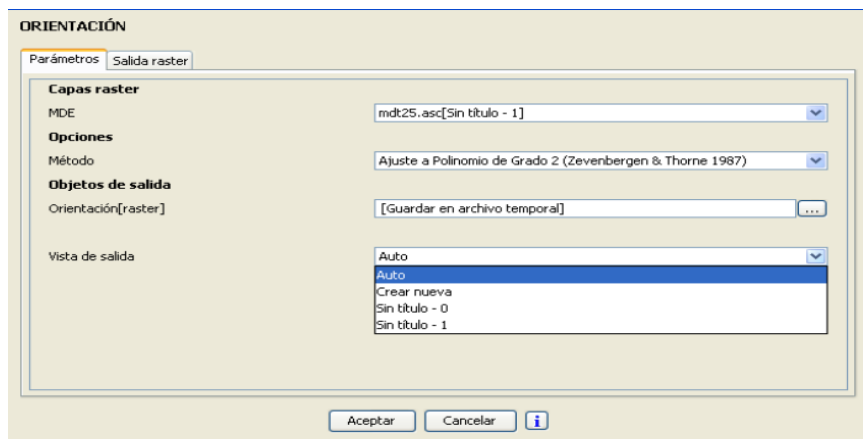 ORIENTACIÓN
Parámetros Salida raster
Capas raster
MDE mdt25.asc[Sin título - 1]
Opciones
Método Ajuste a Polinomio de Grado 2 (Zevenbergen & Thorne 1987)
Objetos de salida
Orientación[raster] [Guardar en archivo temporal] ...
Vista de salida Auto
Auto
Crear nueva
Sin título - 0
Sin título - 1
Aceptar Cancelar i